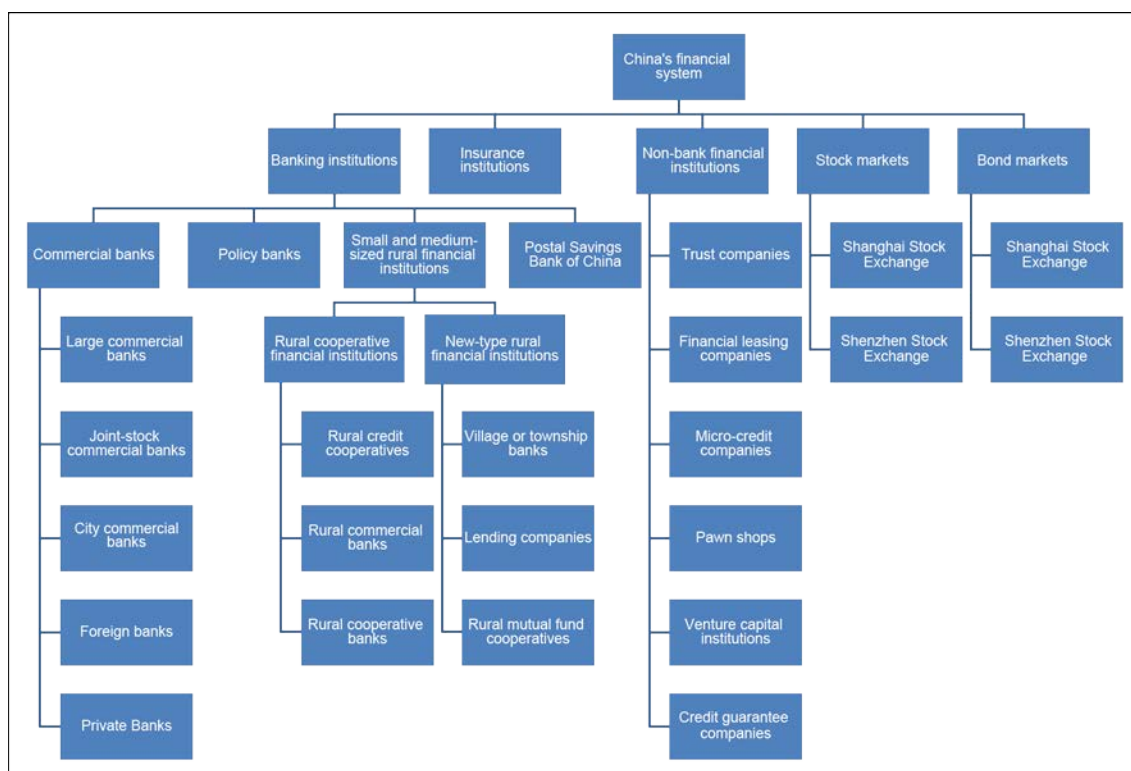 China's financial
system
Banking institutions
Insurance
institutions
Non-bank financial
institutions
Stock markets
Bond markets
Commercial banks
Policy banks
Small and medium-
sized rural financial
institutions
Postal Savings
Bank of China
Trust companies
Shanghai Stock
Exchange
Shanghai Stock
Exchange
Large commercial
banks
Rural cooperative
financial institutions
New-type rural
financial institutions
Financial leasing
companies
Shenzhen Stock
Exchange
Shenzhen Stock
Exchange
Joint-stock
commercial banks
Rural credit
cooperatives
Village or township
banks
Micro-credit
companies
City commercial
banks
Rural commercial
banks
Lending companies
Pawn shops
Foreign banks
Rural cooperative
banks
Rural mutual fund
cooperatives
Venture capital
institutions
Private Banks
Credit guarantee
companies